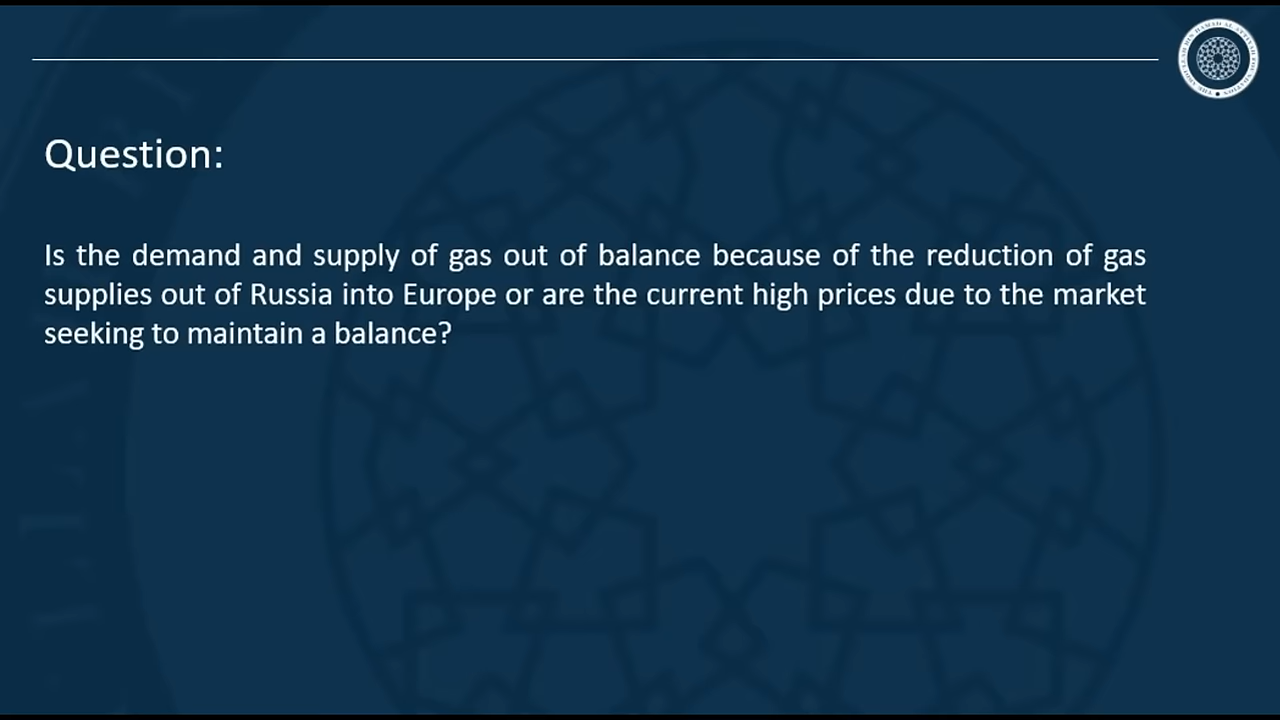 Question:
Is the demand and supply of gas out of balance because of the reduction of gas
supplies out of Russia into Europe or are the current high prices due to the market
seeking to maintain a balance?